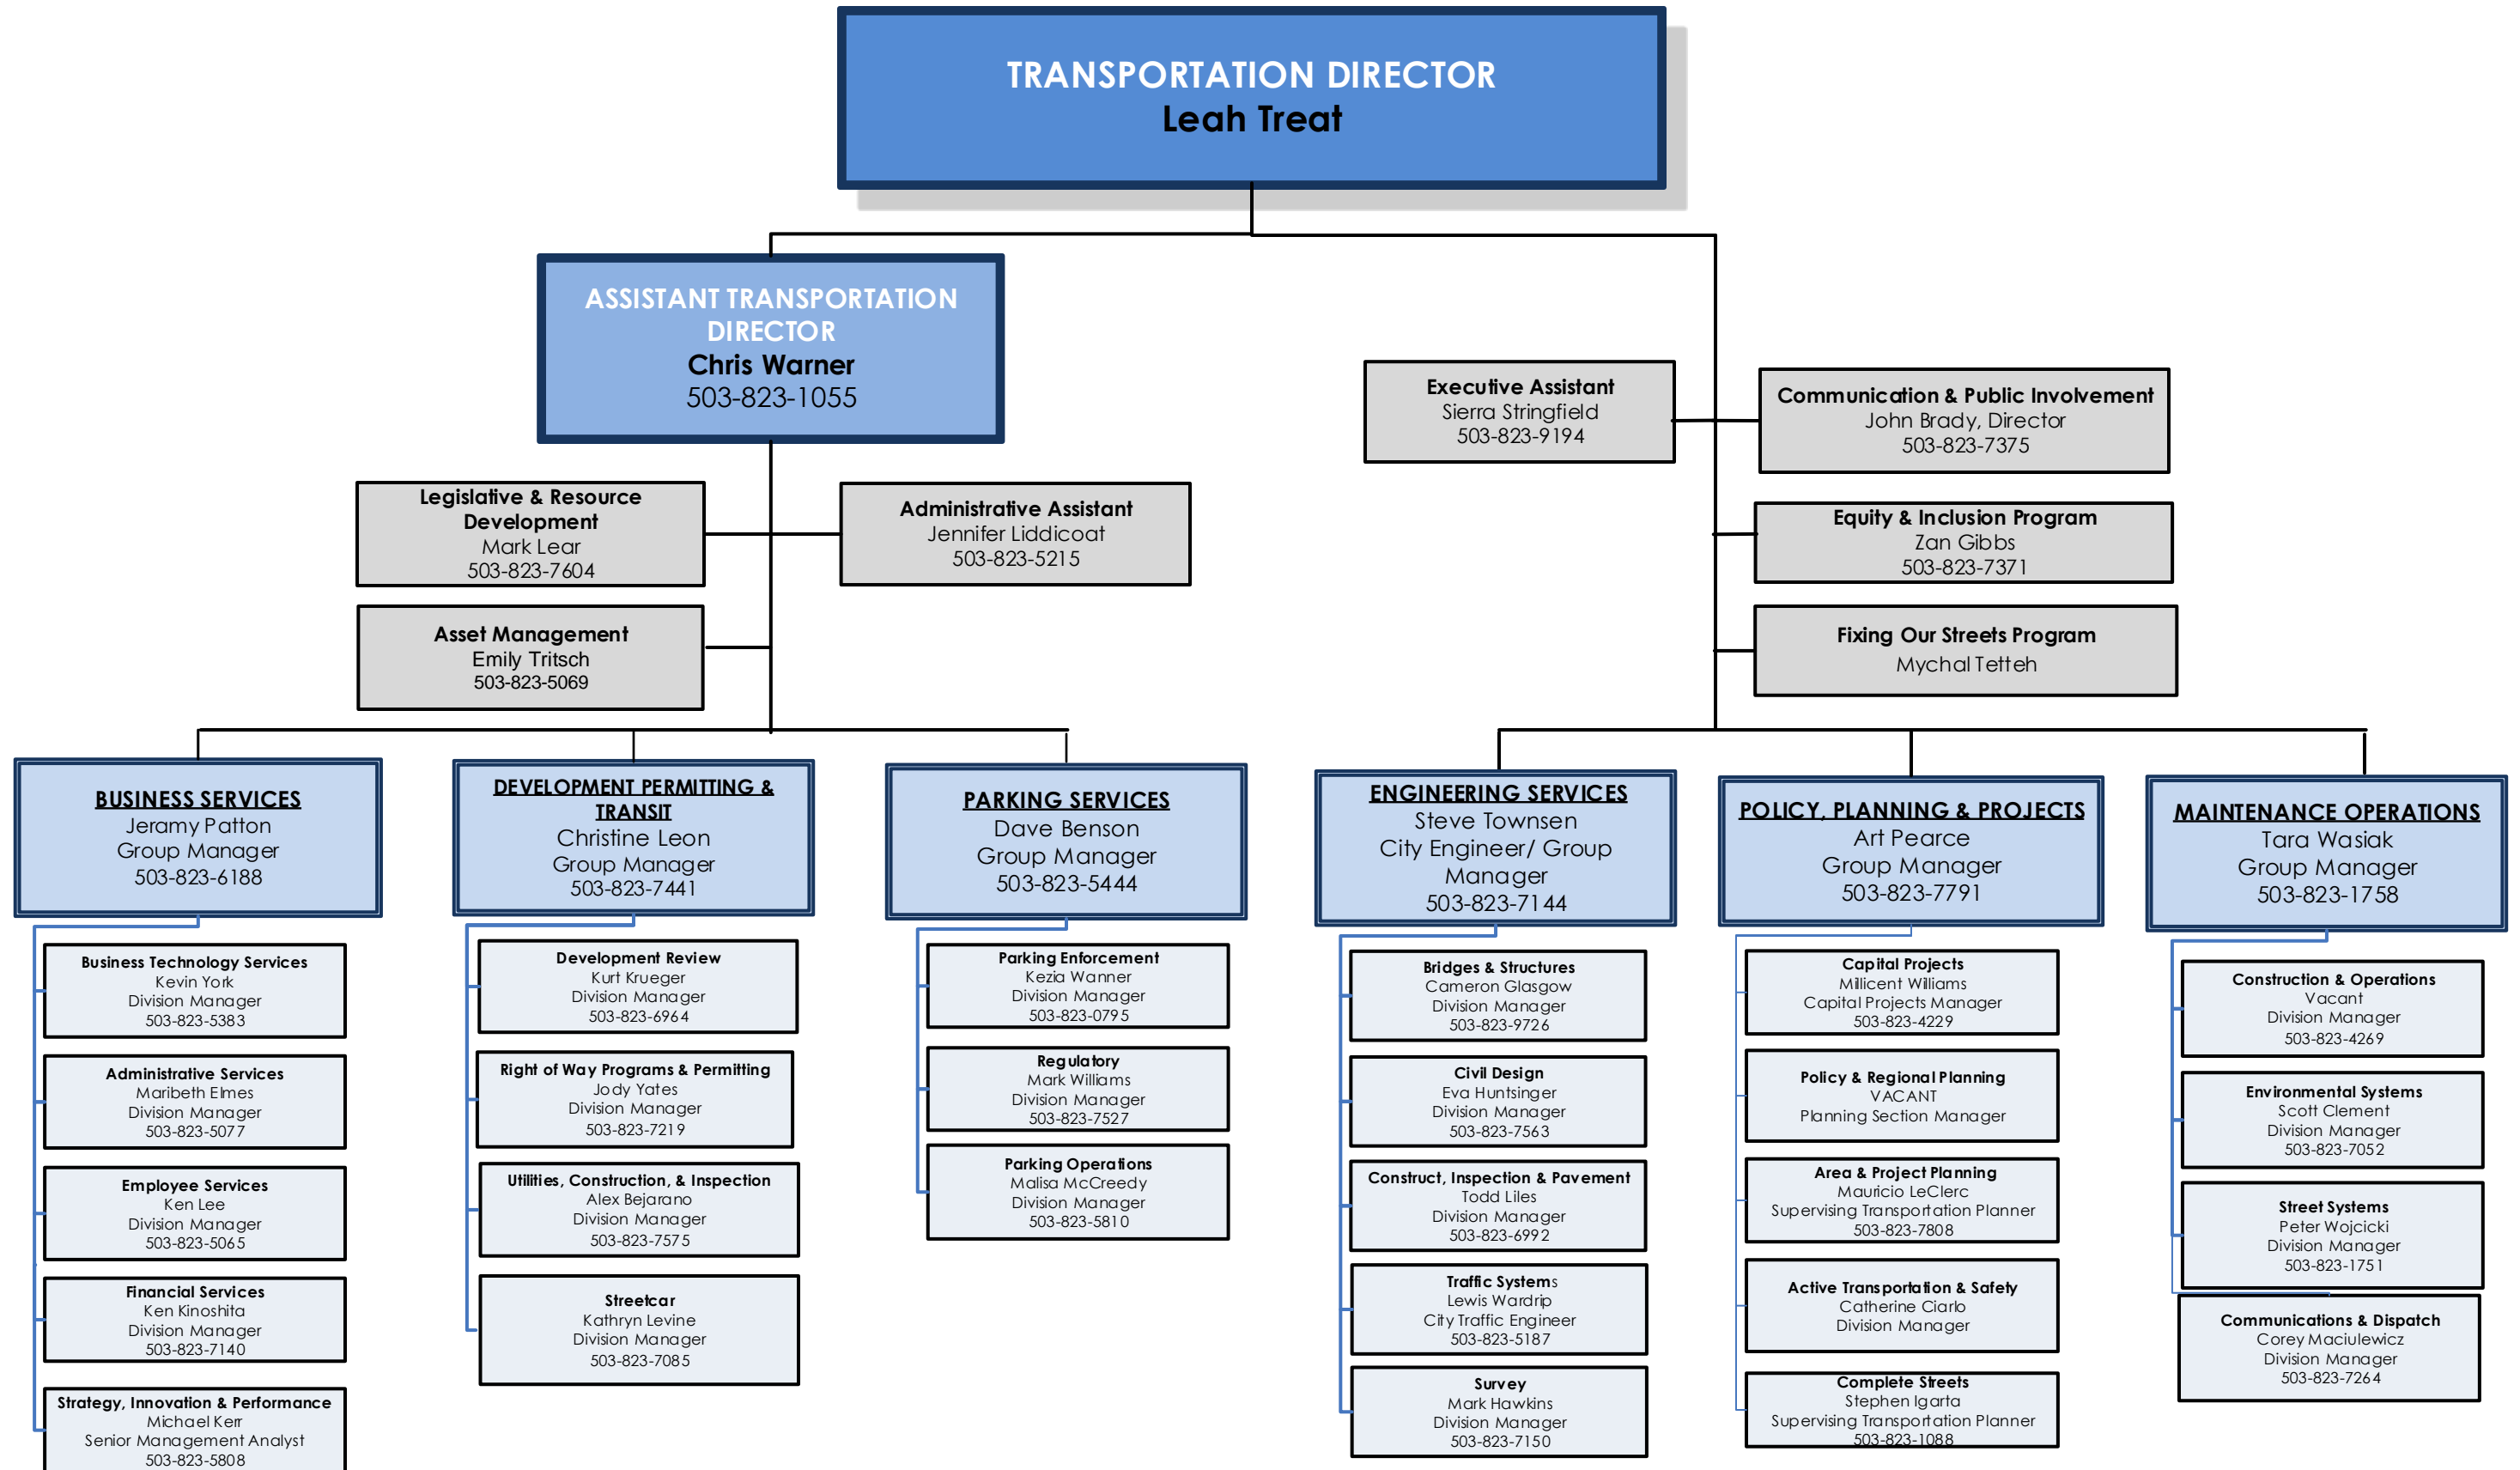 TRANSPORTATION DIRECTOR
Leah Treat
ASSISTANT TRANSPORTATION
DIRECTOR
Chris Warner
503-823-1055
Executive Assistant
Sierra Stringfield
503-823-9194
Communication & Public Involvement
John Brady, Director
503-823-7375
Legislative & Resource
Development
Mark Lear
503-823-7604
Administrative Assistant
Jennifer Liddicoat
503-823-5215
Equity & Inclusion Program
Zan Gibbs
503-823-7371
Asset Management
Emily Tritsch
503-823-5069
Fixing Our Streets Program
Mychal Tetteh
BUSINESS SERVICES
Jeramy Patton
Group Manager
503-823-6188
DEVELOPMENT PERMITTING &
TRANSIT
Christine Leon
Group Manager
503-823-7441
PARKING SERVICES
Dave Benson
Group Manager
503-823-5444
ENGINEERING SERVICES
Steve Townsen
City Engineer/ Group
Manager
503-823-7144
POLICY, PLANNING & PROJECTS
Art Pearce
Group Manager
503-823-7791
MAINTENANCE OPERATIONS
Tara Wasiak
Group Manager
503-823-1758
Business Technology Services
Kevin York
Division Manager
503-823-5383
Administrative Services
Maribeth Elmes
Division Manager
503-823-5077
Employee Services
Ken Lee
Division Manager
503-823-5065
Financial Services
Ken Kinoshita
Division Manager
503-823-7140
Strategy, Innovation & Performance
Michael Kerr
Senior Management Analyst
503-823-5808
Development Review
Kurt Krueger
Division Manager
503-823-6964
Right of Way Programs & Permitting
Jody Yates
Division Manager
503-823-7219
Utilities, Construction, & Inspection
Alex Bejarano
Division Manager
503-823-7575
Streetcar
Kathryn Levine
Division Manager
503-823-7085
Parking Enforcement
Kezia Wanner
Division Manager
503-823-0795
Regulatory
Mark Williams
Division Manager
503-823-7527
Parking Operations
Malisa McCreedy
Division Manager
503-823-5810
Bridges & Structures
Cameron Glasgow
Division Manager
503-823-9726
Civil Design
Eva Huntsinger
Division Manager
503-823-7563
Construct, Inspection & Pavement
Todd Liles
Division Manager
503-823-6992
Traffic Systems
Lewis Wardrip
City Traffic Engineer
503-823-5187
Survey
Mark Hawkins
Division Manager
503-823-7150
Capital Projects
Millicent Williams
Capital Projects Manager
503-823-4229
Policy & Regional Planning
VACANT
Planning Section Manager
Area & Project Planning
Mauricio LeClerc
Supervising Transportation Planner
503-823-7808
Active Transportation & Safety
Catherine Ciarlo
Division Manager
Complete Streets
Stephen Igarta
Supervising Transportation Planner
503-823-1088
Construction & Operations
Vacant
Division Manager
503-823-4269
Environmental Systems
Scott Clement
Division Manager
503-823-7052
Street Systems
Peter Wojcicki
Division Manager
503-823-1751
Communications & Dispatch
Corey Maciulewicz
Division Manager
503-823-7264